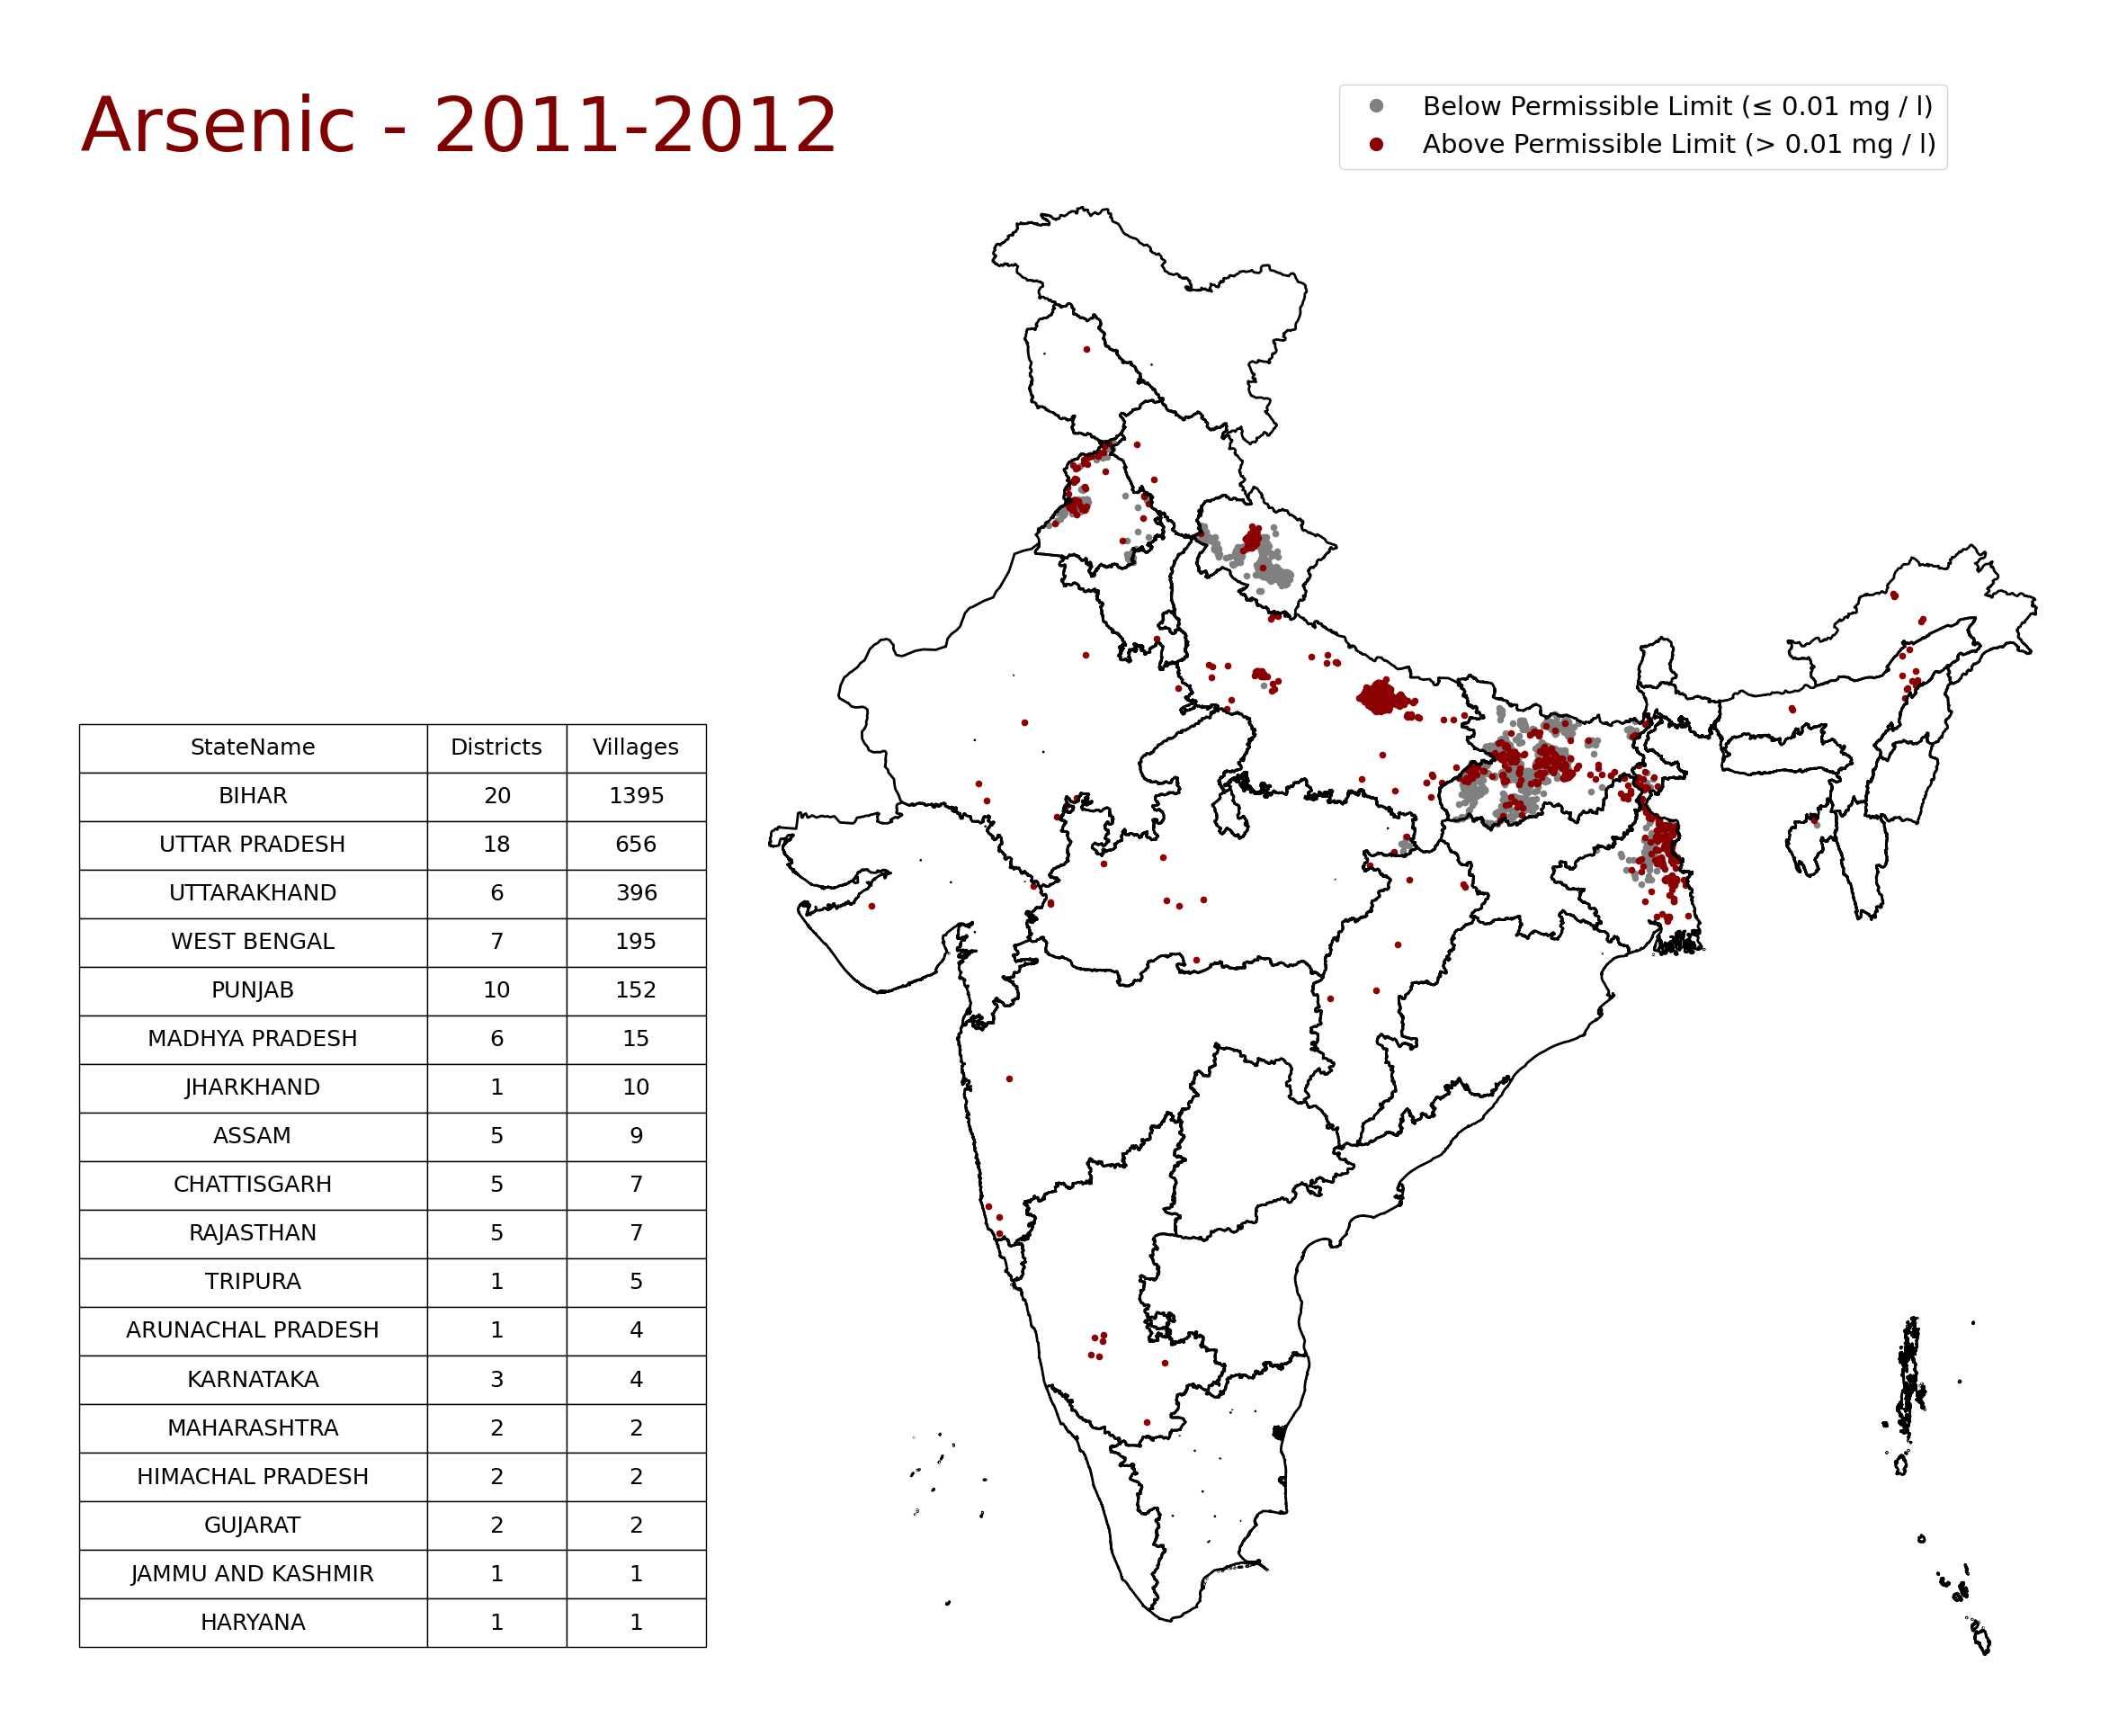 Arsenic - 2011-2012
Below Permissible Limit (≤ 0.01 mg / l)
Above Permissible Limit (> 0.01 mg / l)
StateName Districts Villages
BIHAR 20 1395
UTTAR PRADESH 18 656
UTTARAKHAND 6 396
WEST BENGAL 7 195
PUNJAB 10 152
MADHYA PRADESH 6 15
JHARKHAND 1 10
ASSAM 5 9
CHATTISGARH 5 7
RAJASTHAN 5 7
TRIPURA 1 5
ARUNACHAL PRADESH 1 4
KARNATAKA 3 4
MAHARASHTRA 2 2
HIMACHAL PRADESH 2 2
GUJARAT 2 2
JAMMU AND KASHMIR 1 1
HARYANA 1 1